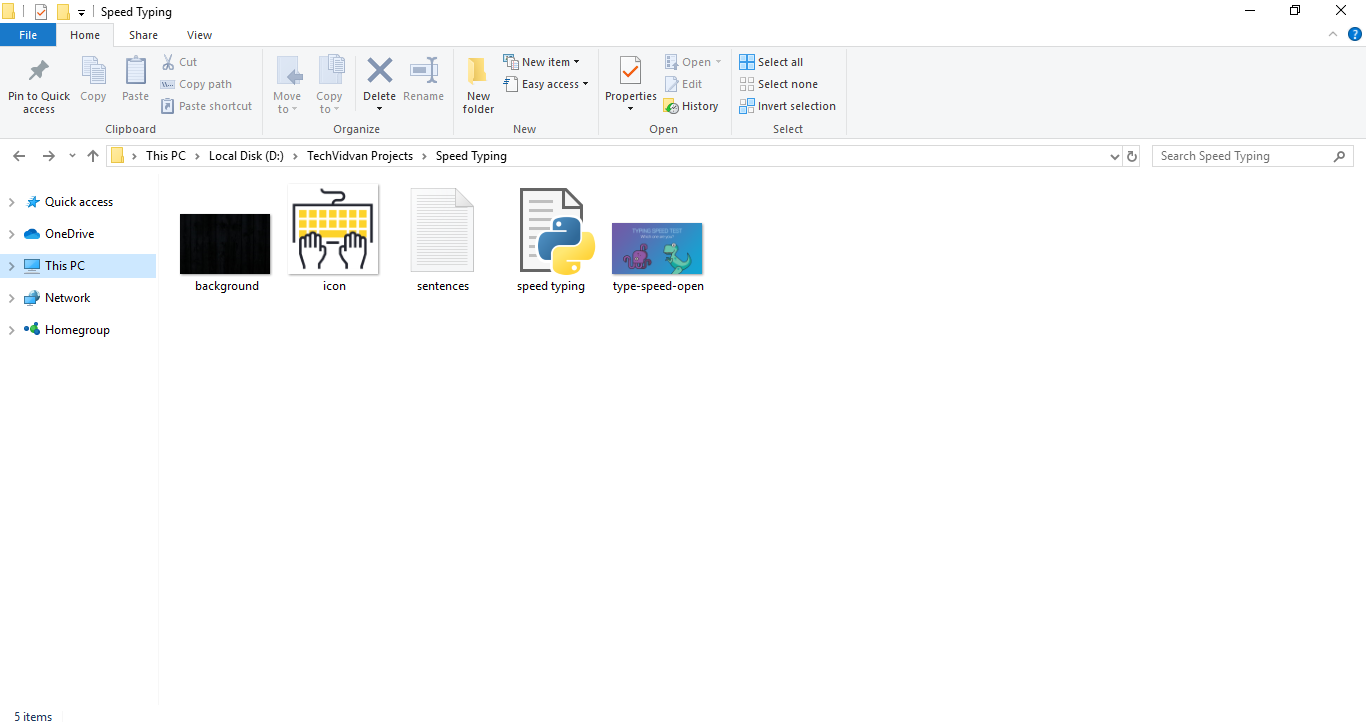 Speed Typing
File Home Share View
?
Pin to Quick access
Copy
Paste
Cut
Copy path
Paste shortcut
Clipboard
Move to
Copy to
Delete
Rename
Organize
New folder
New item
Easy access
New
Properties
Open
Edit
History
Open
Select all
Select none
Invert selection
Select
This PC > Local Disk (D:) > TechVidvan Projects > Speed Typing
Search Speed Typing
Quick access
OneDrive
This PC
Network
Homegroup
TYPING SPEED TEST
background
icon
sentences
speed typing
type-speed-open
5 items